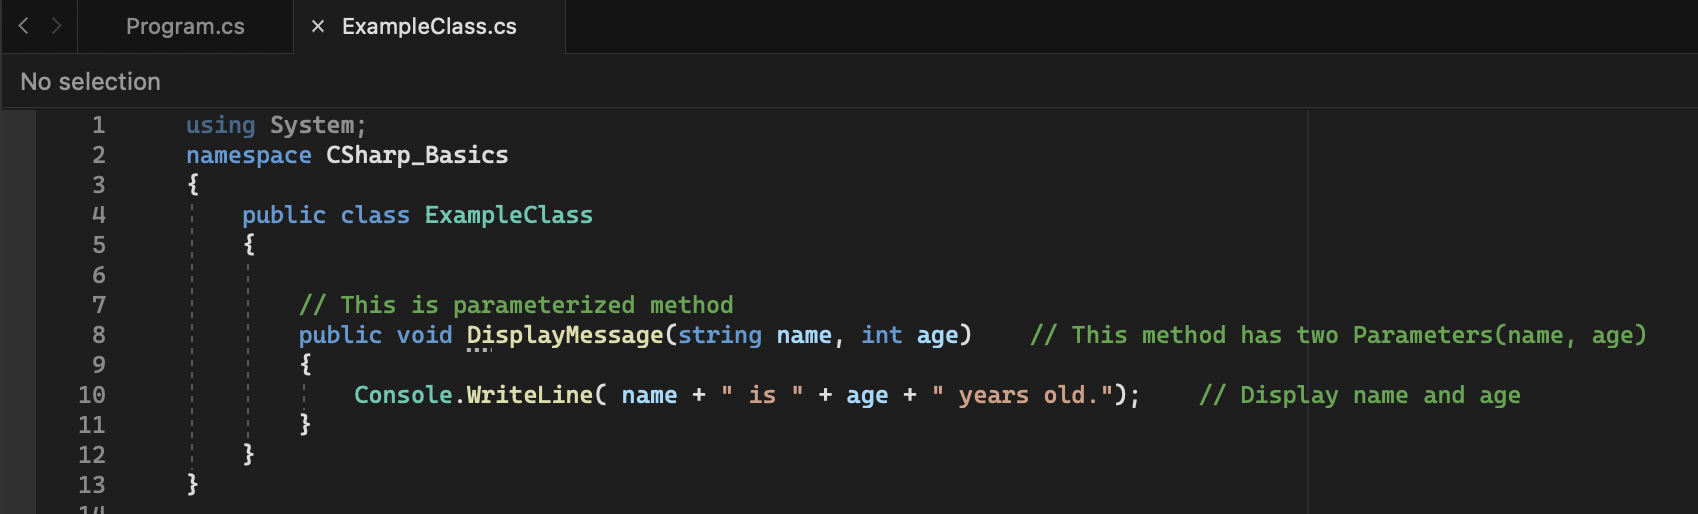 Program.cs × ExampleClass.cs
No selection
1 using System;
2 namespace CSharp_Basics
3 {
4 public class ExampleClass
5 {
6
7 // This is parameterized method
8 public void DisplayMessage(string name, int age) // This method has two Parameters(name, age)
9 {
10 Console.WriteLine( name + " is " + age + " years old."); // Display name and age
11 }
12 }
13 }
14